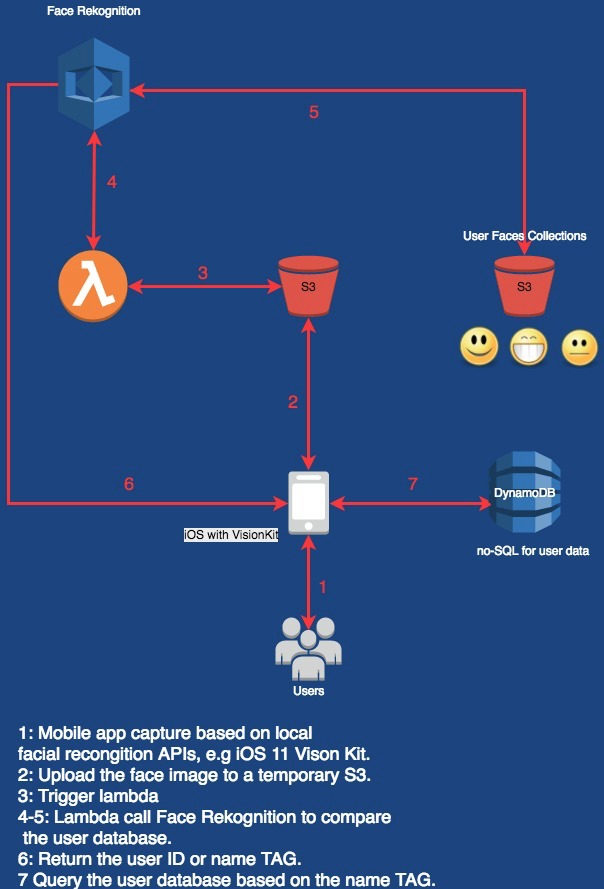 Face Rekognition
5
4
User Faces Collections
3
S3
S3
2
6
7
DynamoDB
iOS with VisionKit
no-SQL for user data
1
Users
1: Mobile app capture based on local
facial recongition APIs, e.g iOS 11 Vison Kit.
2: Upload the face image to a temporary S3.
3: Trigger lambda
4-5: Lambda call Face Rekognition to compare
the user database.
6: Return the user ID or name TAG.
7 Query the user database based on the name TAG.